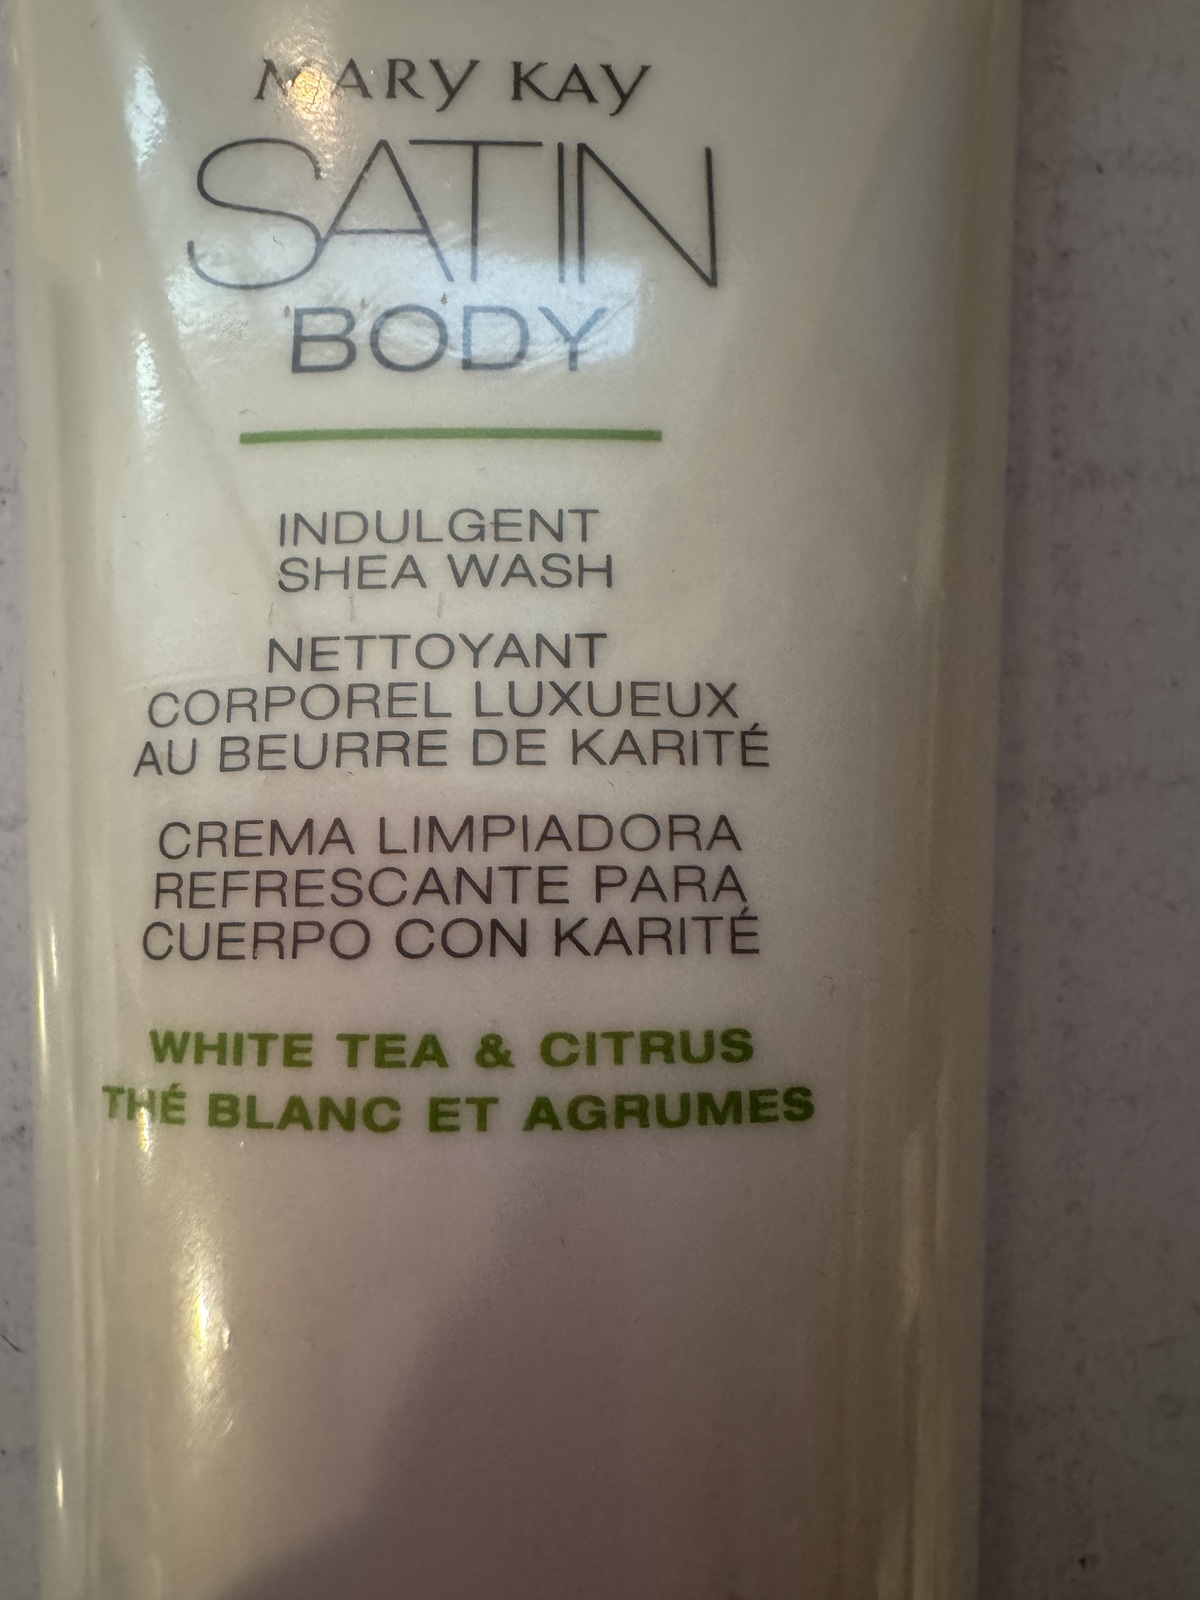 MARY KAY
SATIN
BODY
INDULGENT
SHEA WASH
NETTOYANT
CORPOREL LUXUEUX
AU BEURRE DE KARITÉ
CREMA LIMPIADORA
REFRESCANTE PARA
CUERPO CON KARITÉ
WHITE TEA & CITRUS
THÉ BLANC ET AGRUMES